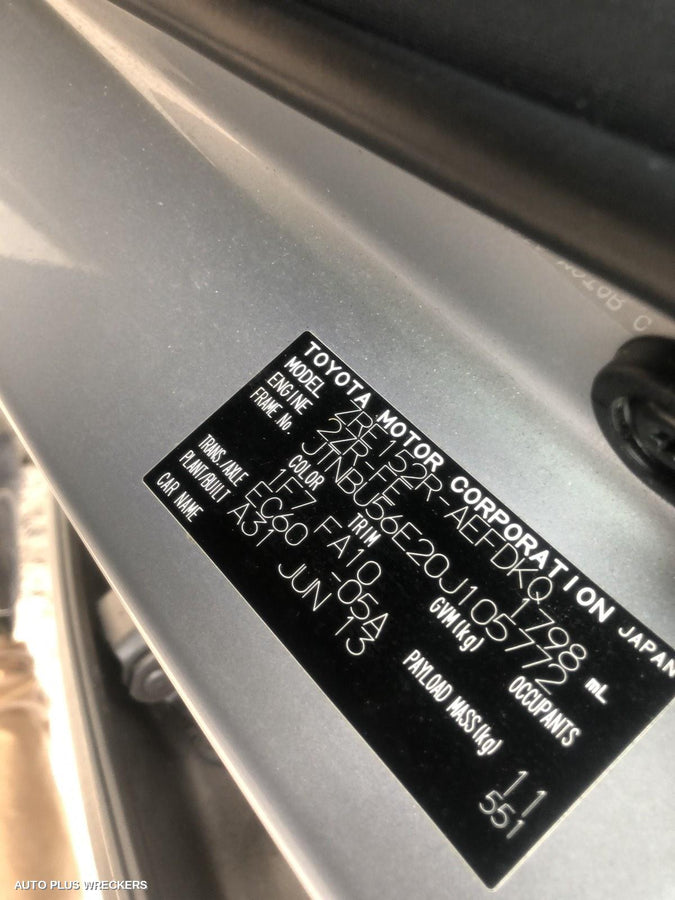 TOYOTA MOTOR CORPORATION JAPAN
MODEL ZRE152R-AEFDKQ
ENGINE 2ZR-FE 1798 mL
FRAME No. JTNBU56E20J105772
COLOR TRIM GVM(kg) OCCUPANTS
1F7 FA10
TRANS./AXLE EC60 -05A
PLANT/BUILT A31 JUN 13 PAYLOAD MASS(kg) 11
CAR NAME 551
AUTO PLUS WRECKERS